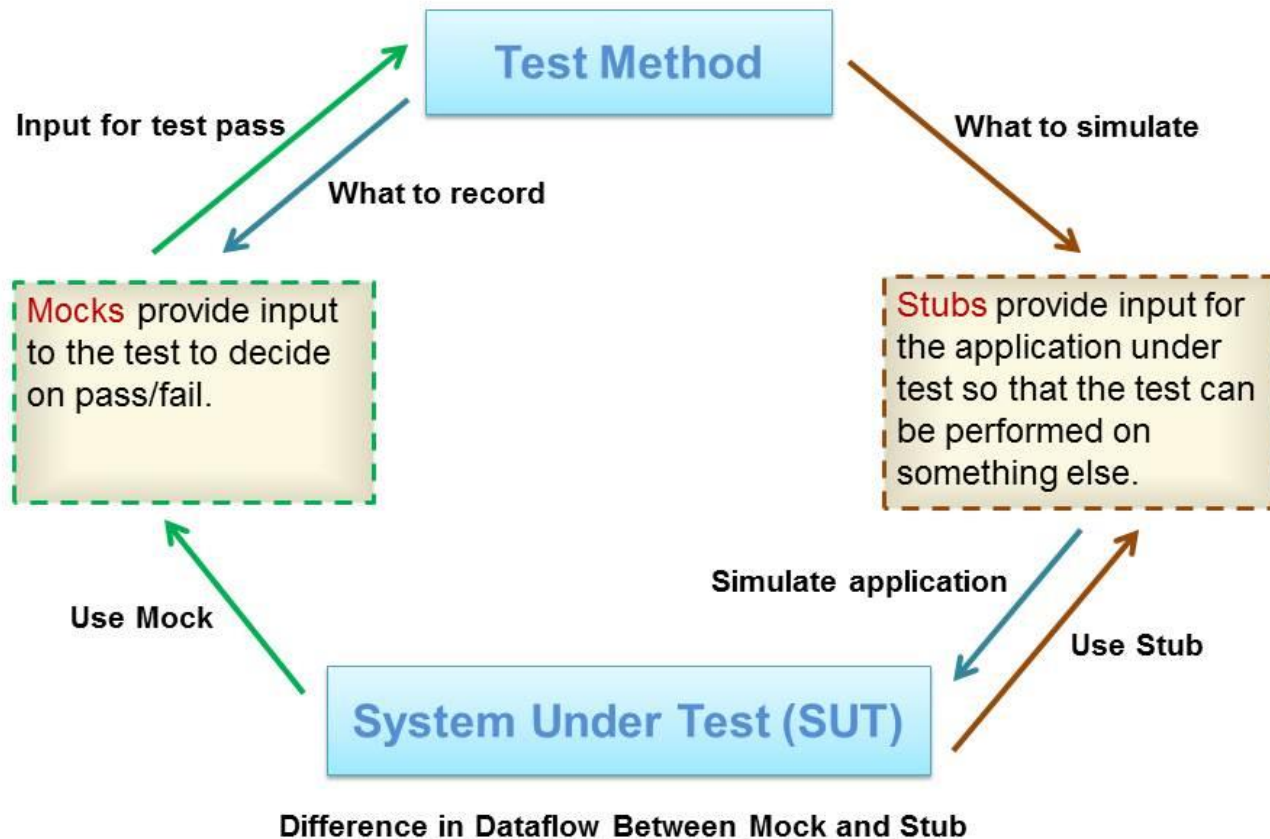 Test Method
Input for test pass
What to simulate
What to record
Mocks provide input
to the test to decide
on pass/fail.
Stubs provide input for
the application under
test so that the test can
be performed on
something else.
Simulate application
Use Mock
Use Stub
System Under Test (SUT)
Difference in Dataflow Between Mock and Stub